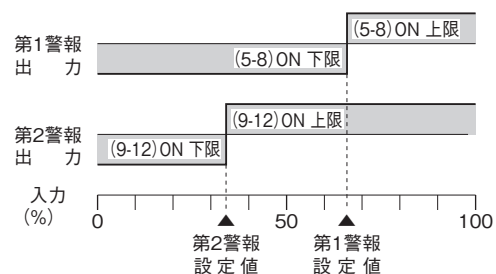 第1警報
出 力
(5-8)ON 上限
(5-8)ON 下限
第2警報
出 力
(9-12)ON 上限
(9-12)ON 下限
入力
(%)
0
50
100
第2警報
設定値
第1警報
設定値